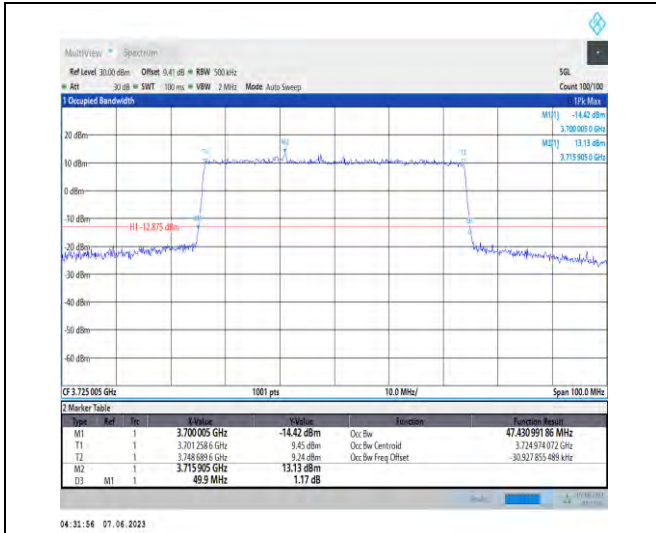 MultiView Spectrum
Ref Level 30.00 dBm Offset 9.41 dB RBW 500 kHz SGL
Att 30 dB SWT 100 ms VBW 2 MHz Mode Auto Sweep Count 100/100
1 Occupied Bandwidth 1Pk Max
M1[1] -14.42 dBm
3.700 005 0 GHz
M2[1] 13.13 dBm
3.715 905 0 GHz
20 dBm
10 dBm
0 dBm
-10 dBm
H1 -12.875 dBm
-20 dBm
-30 dBm
-40 dBm
-50 dBm
-60 dBm
CF 3.725 005 GHz 1001 pts 10.0 MHz/ Span 100.0 MHz
2 Marker Table
Type Ref Trc X-Value Y-Value Function Function Result
M1 1 3.700 005 GHz -14.42 dBm Occ Bw 47.430 991 86 MHz
T1 1 3.701 258 6 GHz 9.45 dBm Occ Bw Centroid 3.724 974 072 GHz
T2 1 3.748 689 6 GHz 9.24 dBm Occ Bw Freq Offset -30.927 855 489 kHz
M2 1 3.715 905 GHz 13.13 dBm
D3 M1 1 49.9 MHz 1.17 dB
04:31:56 07.06.2023